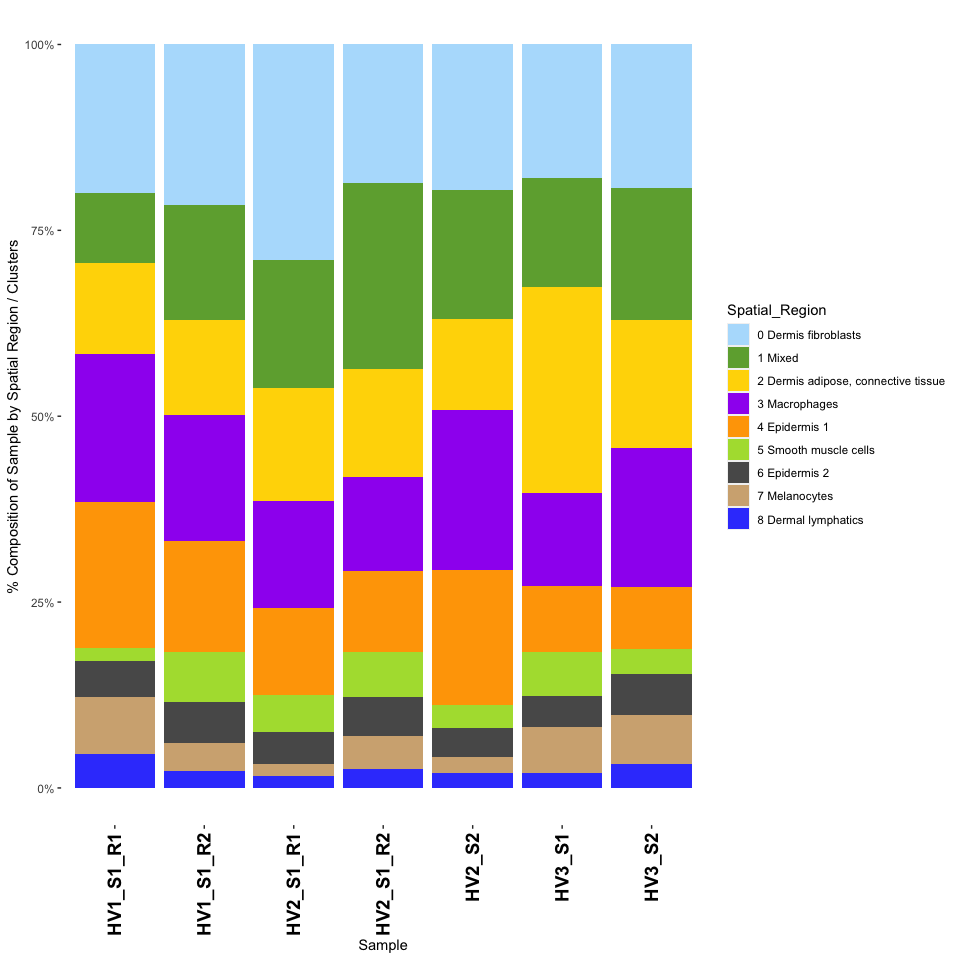 % Composition of Sample by Spatial Region / Clusters
100%
75%
50%
25%
0%
HV1_S1_R1
HV1_S1_R2
HV2_S1_R1
HV2_S1_R2
HV2_S2
HV3_S1
HV3_S2
Sample
Spatial_Region
0 Dermis fibroblasts
1 Mixed
2 Dermis adipose, connective tissue
3 Macrophages
4 Epidermis 1
5 Smooth muscle cells
6 Epidermis 2
7 Melanocytes
8 Dermal lymphatics